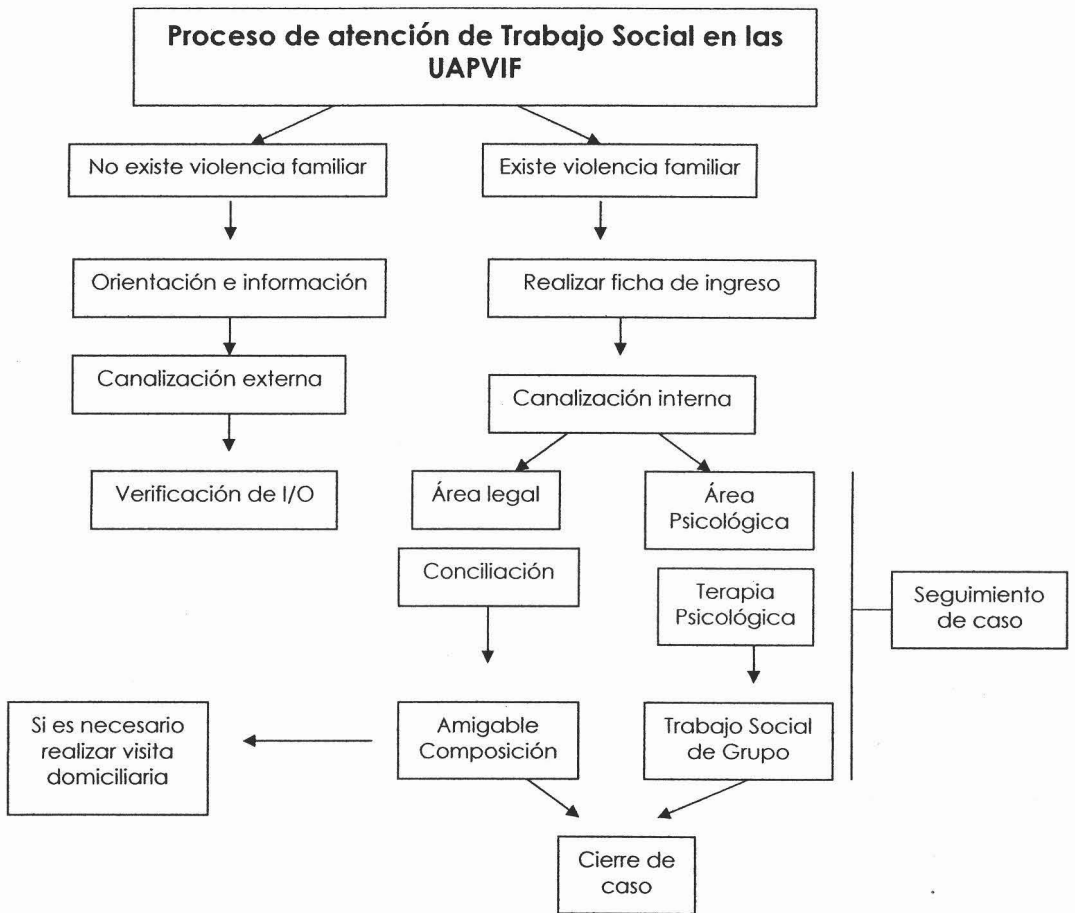 Proceso de atención de Trabajo Social en las
UAPVIF
No existe violencia familiar
Existe violencia familiar
Orientación e información
Realizar ficha de ingreso
Canalización externa
Canalización interna
Verificación de I/O
Área legal
Área
Psicológica
Conciliación
Terapia
Psicológica
Seguimiento
de caso
Si es necesario
realizar visita
domiciliaria
Amigable
Composición
Trabajo Social
de Grupo
Cierre de
caso